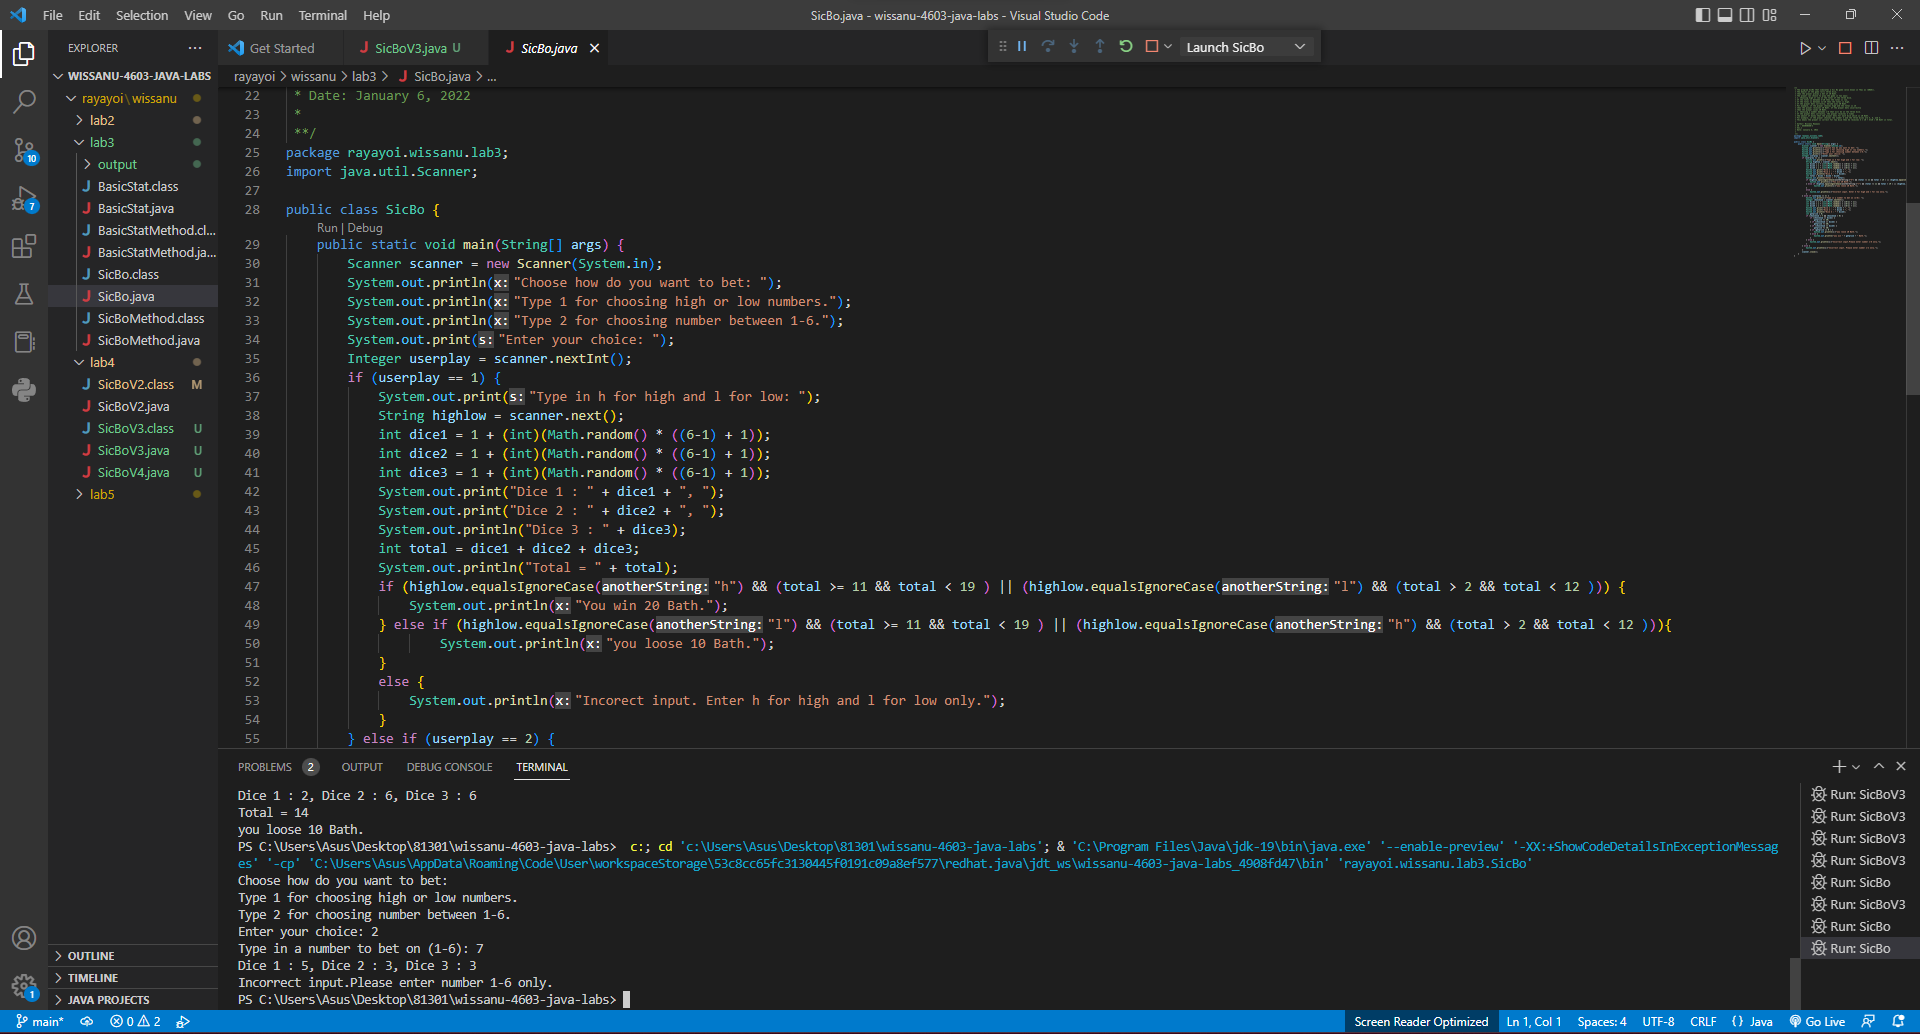 File Edit Selection View Go Run Terminal Help
SicBo.java - wissanu-4603-java-labs - Visual Studio Code
EXPLORER
Get Started
SicBoV3.java U
SicBo.java
Launch SicBo
WISSANU-4603-JAVA-LABS
rayayoi\wissanu
lab2
lab3
output
BasicStat.class
BasicStat.java
BasicStatMethod.cl...
BasicStatMethod.ja...
SicBo.class
SicBo.java
SicBoMethod.class
SicBoMethod.java
lab4
SicBoV2.class M
SicBoV2.java
SicBoV3.class U
SicBoV3.java U
SicBoV4.java U
lab5
OUTLINE
TIMELINE
JAVA PROJECTS
10
7
1
rayayoi > wissanu > lab3 > SicBo.java > ...
22 * Date: January 6, 2022
23 *
24 **/
25 package rayayoi.wissanu.lab3;
26 import java.util.Scanner;
27
28 public class SicBo {
Run | Debug
29 public static void main(String[] args) {
30 Scanner scanner = new Scanner(System.in);
31 System.out.println(x: "Choose how do you want to bet: ");
32 System.out.println(x: "Type 1 for choosing high or low numbers.");
33 System.out.println(x: "Type 2 for choosing number between 1-6.");
34 System.out.print(s: "Enter your choice: ");
35 Integer userplay = scanner.nextInt();
36 if (userplay == 1) {
37 System.out.print(s: "Type in h for high and l for low: ");
38 String highlow = scanner.next();
39 int dice1 = 1 + (int)(Math.random() * ((6-1) + 1));
40 int dice2 = 1 + (int)(Math.random() * ((6-1) + 1));
41 int dice3 = 1 + (int)(Math.random() * ((6-1) + 1));
42 System.out.print("Dice 1 : " + dice1 + ", ");
43 System.out.print("Dice 2 : " + dice2 + ", ");
44 System.out.println("Dice 3 : " + dice3);
45 int total = dice1 + dice2 + dice3;
46 System.out.println("Total = " + total);
47 if (highlow.equalsIgnoreCase(anotherString: "h") && (total >= 11 && total < 19 ) || (highlow.equalsIgnoreCase(anotherString: "l") && (total > 2 && total < 12 ))) {
48 System.out.println(x: "You win 20 Bath.");
49 } else if (highlow.equalsIgnoreCase(anotherString: "l") && (total >= 11 && total < 19 ) || (highlow.equalsIgnoreCase(anotherString: "h") && (total > 2 && total < 12 ))){
50 System.out.println(x: "you loose 10 Bath.");
51 }
52 else {
53 System.out.println(x: "Incorect input. Enter h for high and l for low only.");
54 }
55 } else if (userplay == 2) {
PROBLEMS 2 OUTPUT DEBUG CONSOLE TERMINAL
Dice 1 : 2, Dice 2 : 6, Dice 3 : 6
Total = 14
you loose 10 Bath.
PS C:\Users\Asus\Desktop\81301\wissanu-4603-java-labs> c:; cd 'c:\Users\Asus\Desktop\81301\wissanu-4603-java-labs'; & 'C:\Program Files\Java\jdk-19\bin\java.exe' '--enable-preview' '-XX:+ShowCodeDetailsInExceptionMessag
es' '-cp' 'C:\Users\Asus\AppData\Roaming\Code\User\workspaceStorage\53c8cc65fc3130445f0191c09a8ef577\redhat.java\jdt_ws\wissanu-4603-java-labs_4908fd47\bin' 'rayayoi.wissanu.lab3.SicBo'
Choose how do you want to bet:
Type 1 for choosing high or low numbers.
Type 2 for choosing number between 1-6.
Enter your choice: 2
Type in a number to bet on (1-6): 7
Dice 1 : 5, Dice 2 : 3, Dice 3 : 3
Incorrect input.Please enter number 1-6 only.
PS C:\Users\Asus\Desktop\81301\wissanu-4603-java-labs>
Run: SicBoV3
Run: SicBoV3
Run: SicBoV3
Run: SicBoV3
Run: SicBo
Run: SicBoV3
Run: SicBo
Run: SicBo
main* 0 2
Screen Reader Optimized Ln 1, Col 1 Spaces: 4 UTF-8 CRLF {} Java Go Live